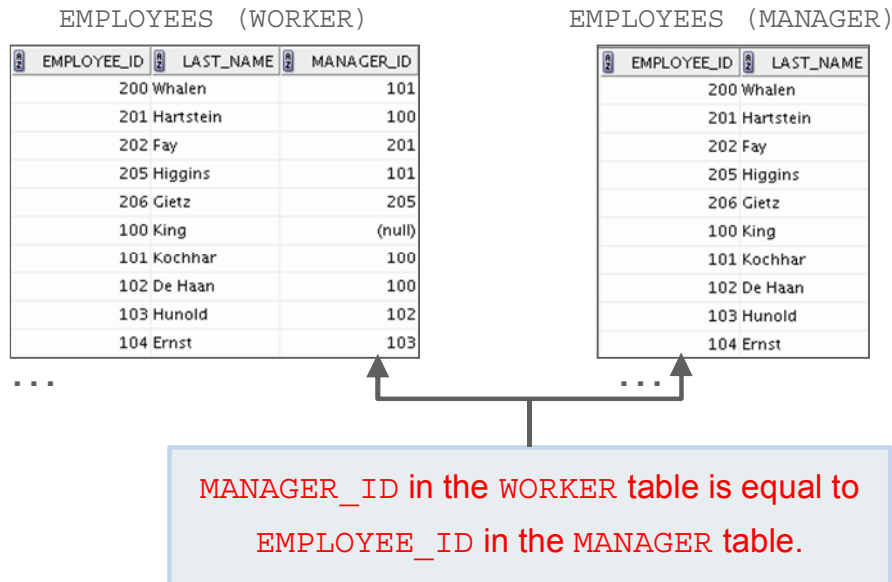 EMPLOYEES (WORKER)
EMPLOYEE_ID LAST_NAME MANAGER_ID
200 Whalen 101
201 Hartstein 100
202 Fay 201
205 Higgins 101
206 Gietz 205
100 King (null)
101 Kochhar 100
102 De Haan 100
103 Hunold 102
104 Ernst 103
...
EMPLOYEES (MANAGER)
EMPLOYEE_ID LAST_NAME
200 Whalen
201 Hartstein
202 Fay
205 Higgins
206 Gietz
100 King
101 Kochhar
102 De Haan
103 Hunold
104 Ernst
...
MANAGER_ID in the WORKER table is equal to
EMPLOYEE_ID in the MANAGER table.